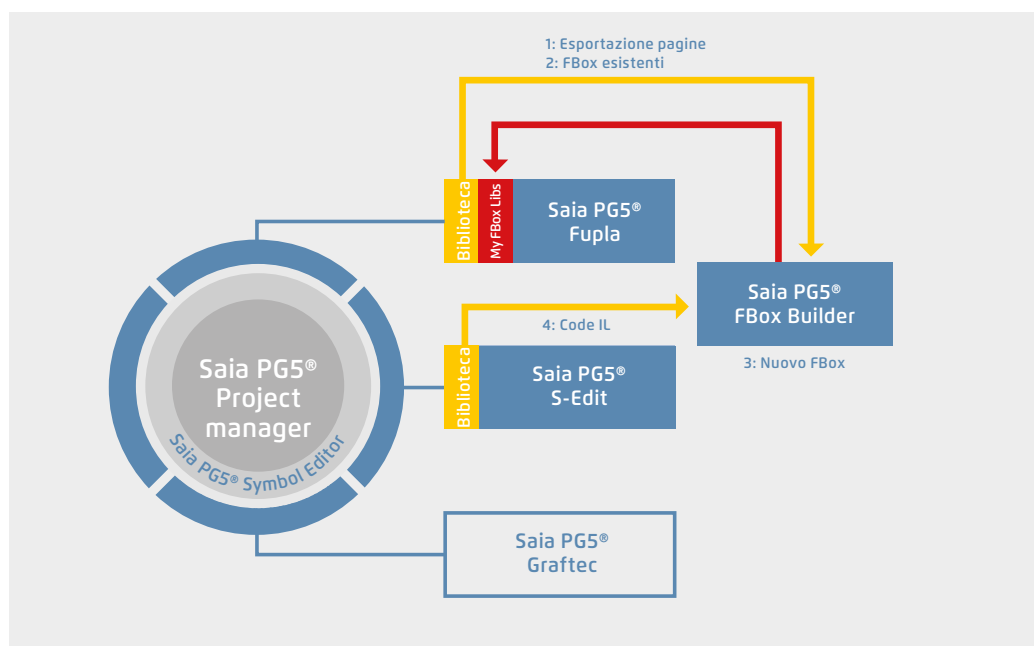 1: Esportazione pagine
2: FBox esistenti
Biblioteca
My FBox Libs
Saia PG5®
Fupla
Saia PG5®
FBox Builder
4: Code IL
3: Nuovo FBox
Biblioteca
Saia PG5®
S-Edit
Saia PG5®
Project
manager
Saia PG5® Symbol Editor
Saia PG5®
Graftec